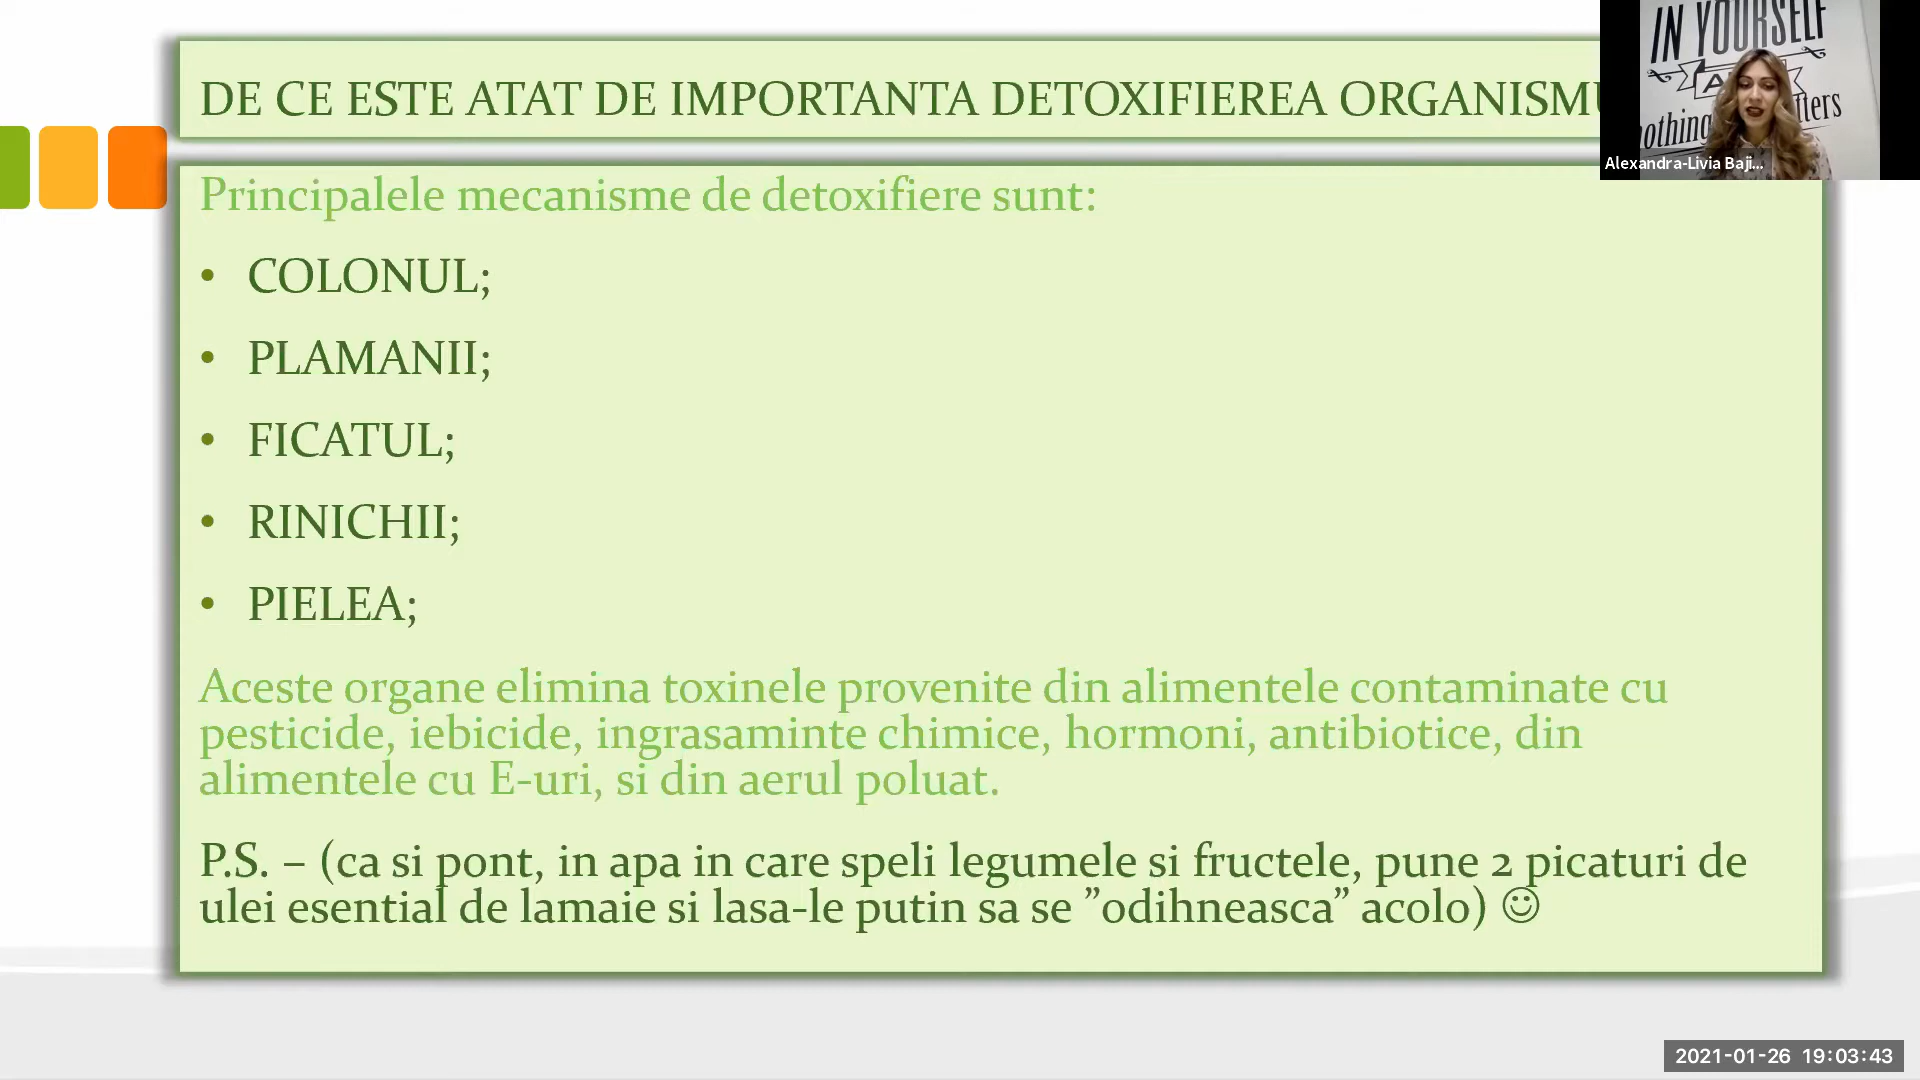 DE CE ESTE ATAT DE IMPORTANTA DETOXIFIEREA
IN YOURSELF
Alexandra-Livia Baji...
Principalele mecanisme de detoxifiere sunt:
• COLONUL;
• PLAMANII;
• FICATUL;
• RINICHII;
• PIELEA;
Aceste organe elimina toxinele provenite din alimentele contaminate cu
pesticide, iebicide, ingrasaminte chimice, hormoni, antibiotice, din
alimentele cu E-uri, si din aerul poluat.
P.S. – (ca si pont, in apa in care speli legumele si fructele, pune 2 picaturi de
ulei esential de lamaie si lasa-le putin sa se ”odihneasca” acolo) ☺
2021-01-26 19:03:43